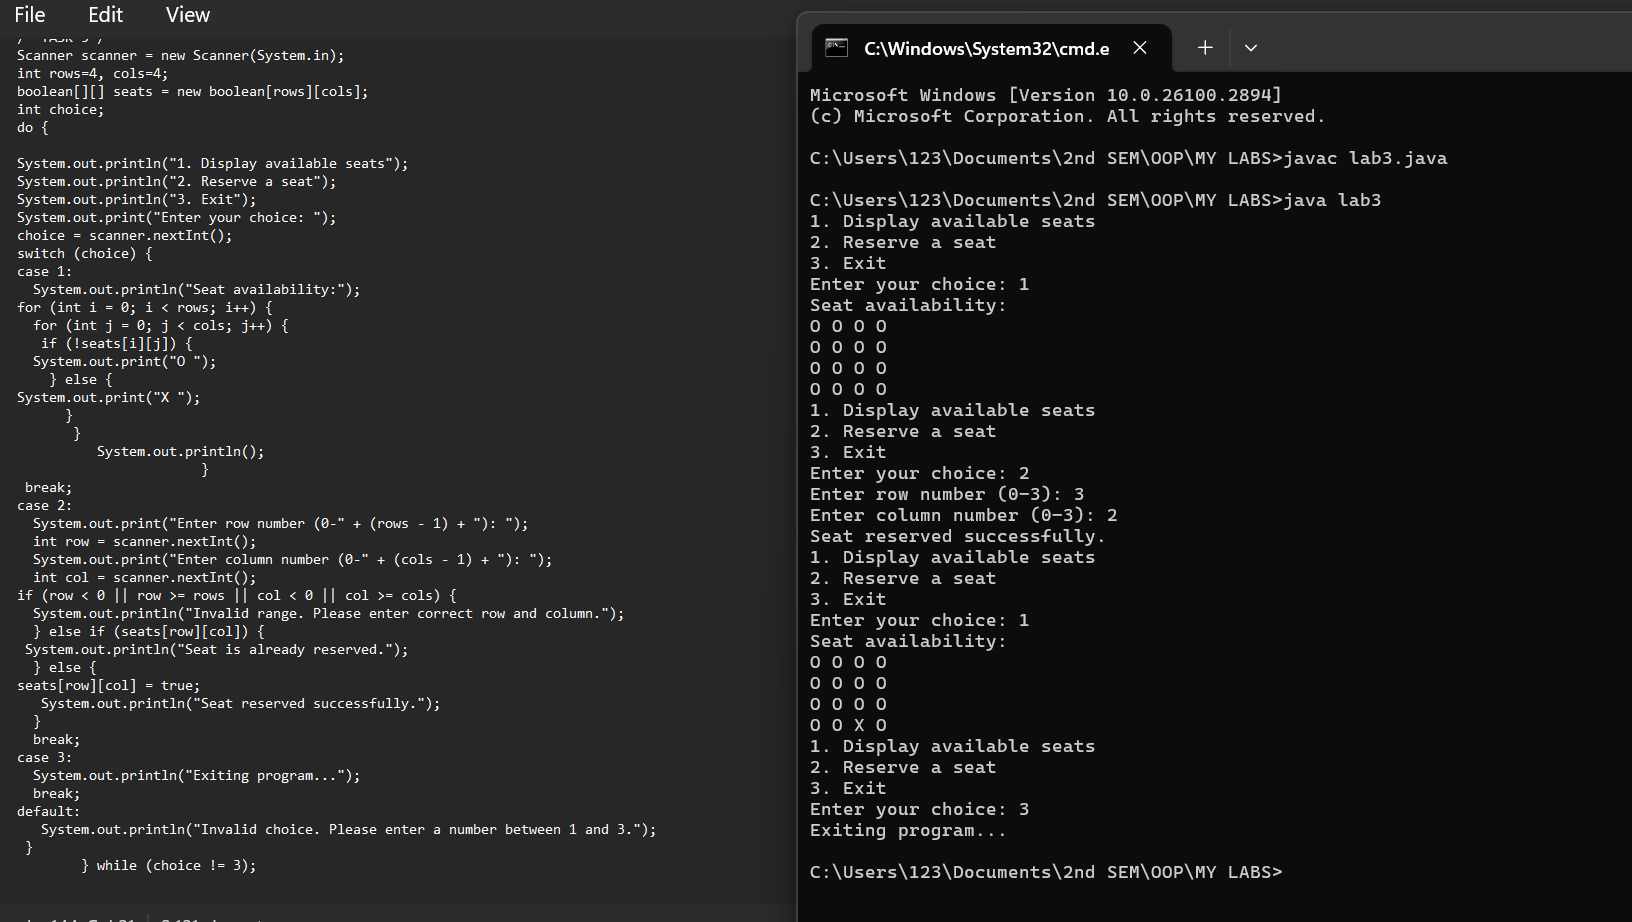 File Edit View
Scanner scanner = new Scanner(System.in);
int rows=4, cols=4;
boolean[][] seats = new boolean[rows][cols];
int choice;
do {
System.out.println("1. Display available seats");
System.out.println("2. Reserve a seat");
System.out.println("3. Exit");
System.out.print("Enter your choice: ");
choice = scanner.nextInt();
switch (choice) {
case 1:
System.out.println("Seat availability:");
for (int i = 0; i < rows; i++) {
for (int j = 0; j < cols; j++) {
if (!seats[i][j]) {
System.out.print("O ");
} else {
System.out.print("X ");
}
}
System.out.println();
}
break;
case 2:
System.out.print("Enter row number (0-" + (rows - 1) + "): ");
int row = scanner.nextInt();
System.out.print("Enter column number (0-" + (cols - 1) + "): ");
int col = scanner.nextInt();
if (row < 0 || row >= rows || col < 0 || col >= cols) {
System.out.println("Invalid range. Please enter correct row and column.");
} else if (seats[row][col]) {
System.out.println("Seat is already reserved.");
} else {
seats[row][col] = true;
System.out.println("Seat reserved successfully.");
}
break;
case 3:
System.out.println("Exiting program...");
break;
default:
System.out.println("Invalid choice. Please enter a number between 1 and 3.");
}
} while (choice != 3);
C:\Windows\System32\cmd.e
Microsoft Windows [Version 10.0.26100.2894]
(c) Microsoft Corporation. All rights reserved.
C:\Users\123\Documents\2nd SEM\OOP\MY LABS>javac lab3.java
C:\Users\123\Documents\2nd SEM\OOP\MY LABS>java lab3
1. Display available seats
2. Reserve a seat
3. Exit
Enter your choice: 1
Seat availability:
O O O O
O O O O
O O O O
O O O O
1. Display available seats
2. Reserve a seat
3. Exit
Enter your choice: 2
Enter row number (0-3): 3
Enter column number (0-3): 2
Seat reserved successfully.
1. Display available seats
2. Reserve a seat
3. Exit
Enter your choice: 1
Seat availability:
O O O O
O O O O
O O O O
O O X O
1. Display available seats
2. Reserve a seat
3. Exit
Enter your choice: 3
Exiting program...
C:\Users\123\Documents\2nd SEM\OOP\MY LABS>